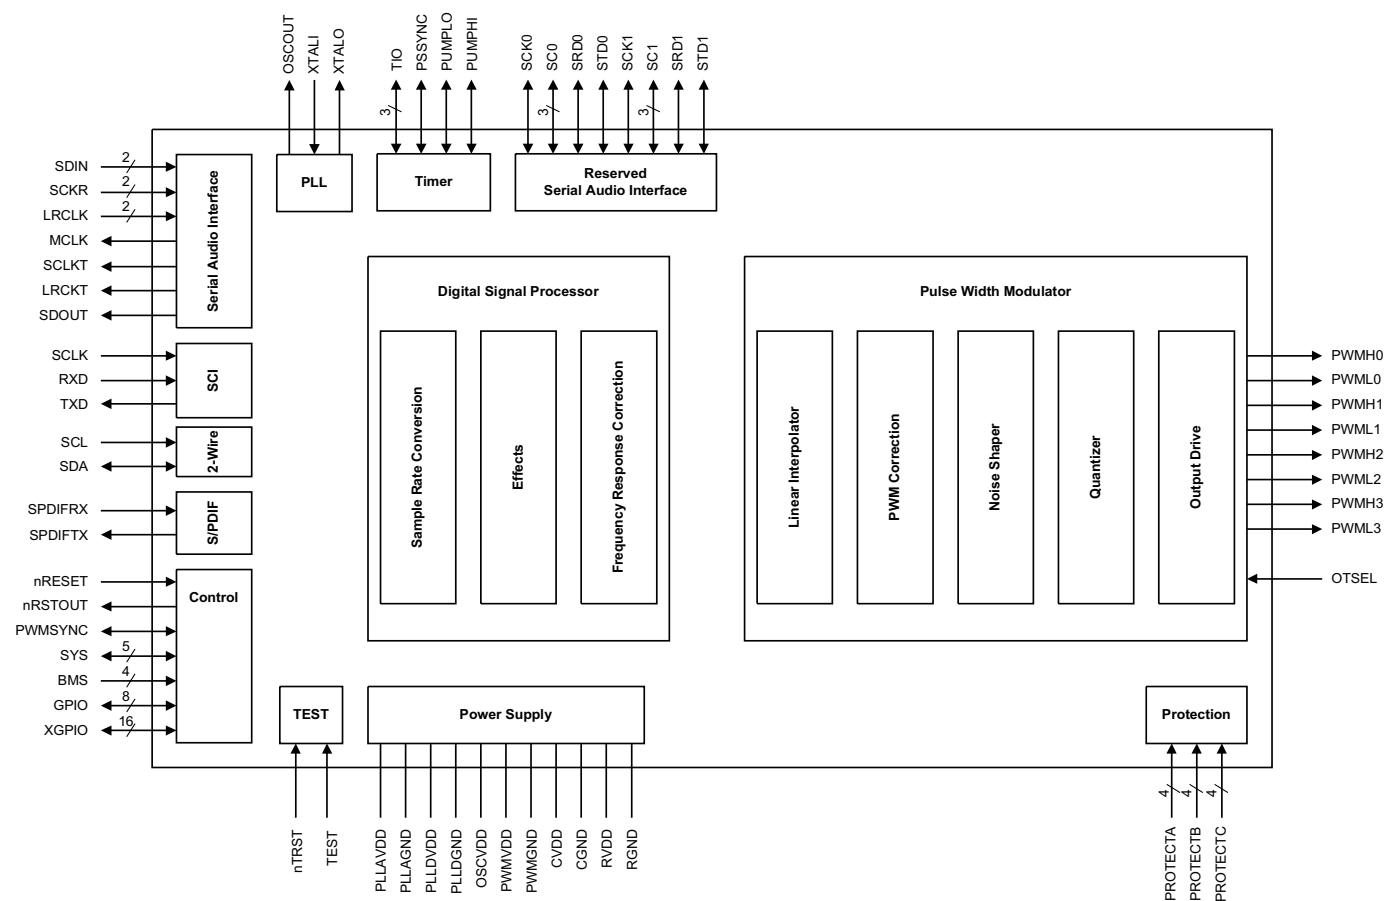 OSCOUT
XTALI
XTALO
TIO
PSSYNC
PUMPLO
PUMPHI
SCK0
SC0
SRD0
STD0
SCK1
SC1
SRD1
STD1
3
3
3
SDIN
2
SCKR
2
LRCLK
2
MCLK
SCLKT
LRCKT
SDOUT
Serial Audio Interface
PLL
Timer
Reserved
Serial Audio Interface
SCLK
RXD
TXD
SCI
SCL
SDA
2-Wire
SPDIFRX
SPDIFTX
S/PDIF
nRESET
nRSTOUT
PWMSYNC
SYS
5
BMS
4
GPIO
8
XGPIO
16
Control
Digital Signal Processor
Sample Rate Conversion
Effects
Frequency Response Correction
Pulse Width Modulator
Linear Interpolator
PWM Correction
Noise Shaper
Quantizer
Output Drive
PWMH0
PWML0
PWMH1
PWML1
PWMH2
PWML2
PWMH3
PWML3
OTSEL
TEST
Power Supply
Protection
4
4
4
nTRST
TEST
PLLAVDD
PLLAGND
PLLDVDD
PLLDGND
OSCVDD
PWMVDD
PWMGND
CVDD
CGND
RVDD
RGND
PROTECTA
PROTECTB
PROTECTC